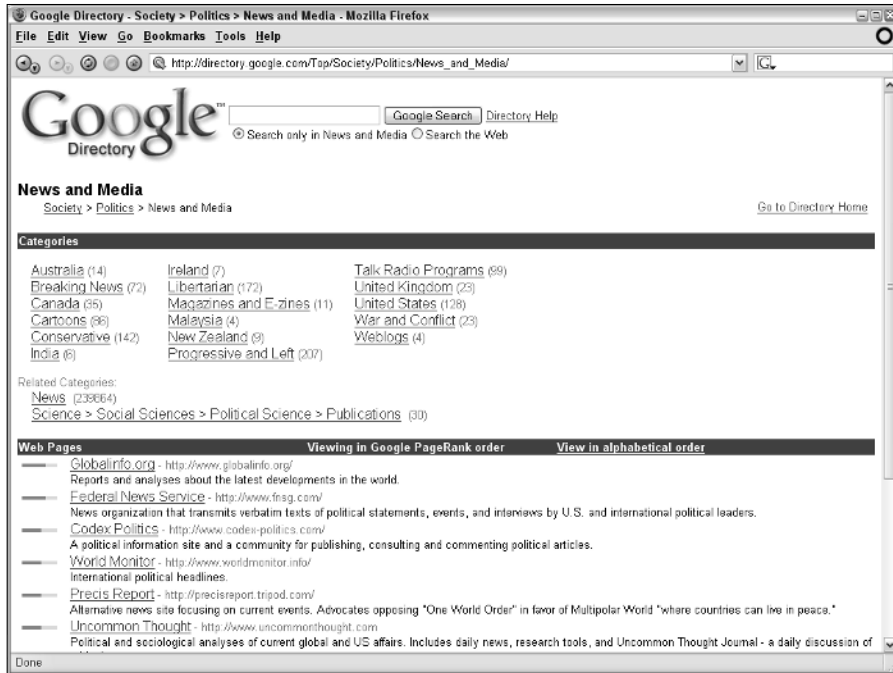 Google Directory - Society > Politics > News and Media - Mozilla Firefox
File Edit View Go Bookmarks Tools Help
http://directory.google.com/Top/Society/Politics/News_and_Media/ G
Google™ Directory
Google Search Directory Help
Search only in News and Media Search the Web
News and Media
Society > Politics > News and Media Go to Directory Home
Categories
Australia (14) Ireland (7) Talk Radio Programs (99)
Breaking News (72) Libertarian (172) United Kingdom (23)
Canada (35) Magazines and E-zines (11) United States (128)
Cartoons (86) Malaysia (4) War and Conflict (23)
Conservative (142) New Zealand (9) Weblogs (4)
India (6) Progressive and Left (207)
Related Categories:
News (239864)
Science > Social Sciences > Political Science > Publications (30)
Web Pages Viewing in Google PageRank order View in alphabetical order
Globalinfo.org - http://www.globalinfo.org/
Reports and analyses about the latest developments in the world.
Federal News Service - http://www.fnsg.com/
News organization that transmits verbatim texts of political statements, events, and interviews by U.S. and international political leaders.
Codex Politics - http://www.codex-politics.com/
A political information site and a community for publishing, consulting and commenting political articles.
World Monitor - http://www.worldmonitor.info/
International political headlines.
Precis Report - http://precisreport.tripod.com/
Alternative news site focusing on current events. Advocates opposing "One World Order" in favor of Multipolar World "where countries can live in peace."
Uncommon Thought - http://www.uncommonthought.com
Political and sociological analyses of current global and US affairs. Includes daily news, research tools, and Uncommon Thought Journal - a daily discussion of
Done